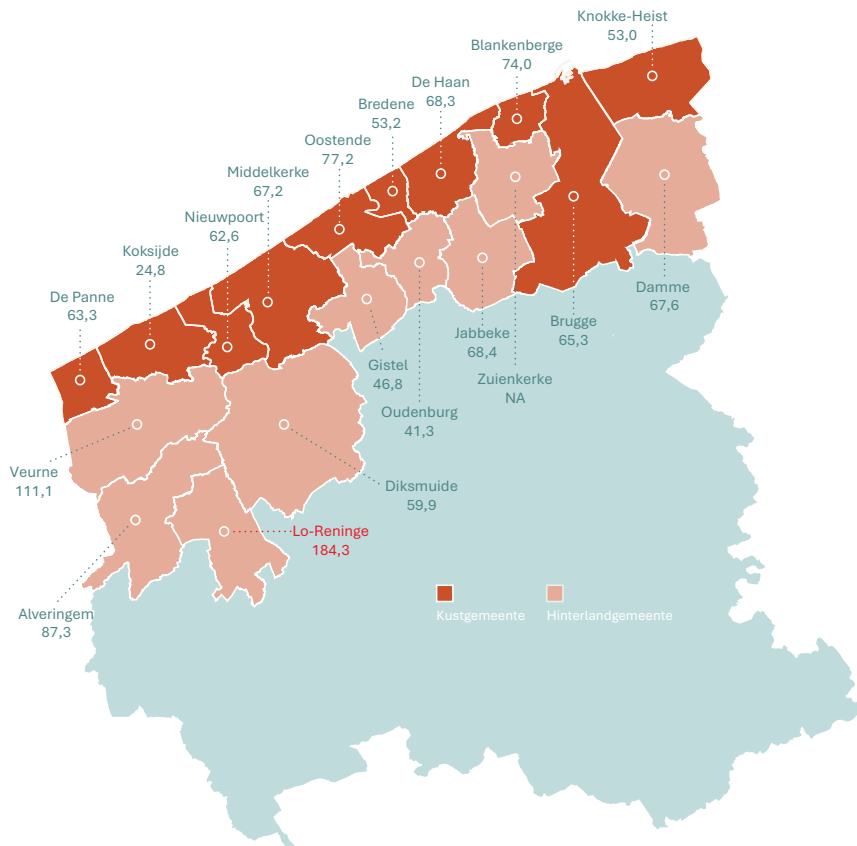 Knokke-Heist
53,0
Blankenberge
74,0
De Haan
68,3
Bredene
53,2
Oostende
77,2
Middelkerke
67,2
Nieuwpoort
62,6
Koksijde
24,8
De Panne
63,3
Damme
67,6
Brugge
65,3
Jabbeke
68,4
Zuienkerke
NA
Gistel
46,8
Oudenburg
41,3
Veurne
111,1
Diksmuide
59,9
Lo-Reninge
184,3
Alveringem
87,3
Kustgemeente
Hinterlandgemeente